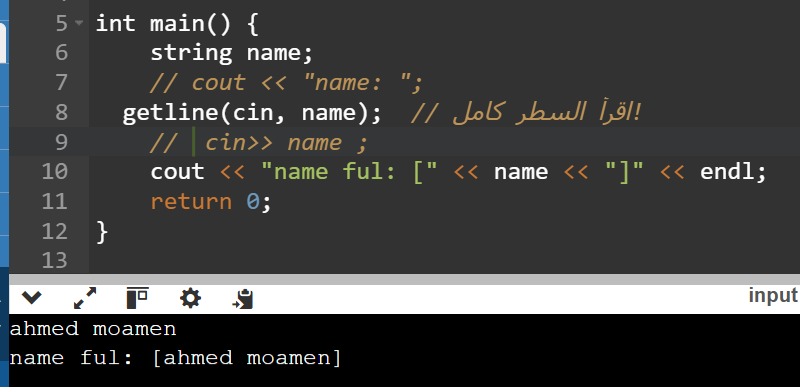 5 int main() {
6 string name;
7 // cout << "name: ";
8 getline(cin, name); // اقرأ السطر كامل!
9 // cin>> name ;
10 cout << "name ful: [" << name << "]" << endl;
11 return 0;
12 }
13
input
ahmed moamen
name ful: [ahmed moamen]